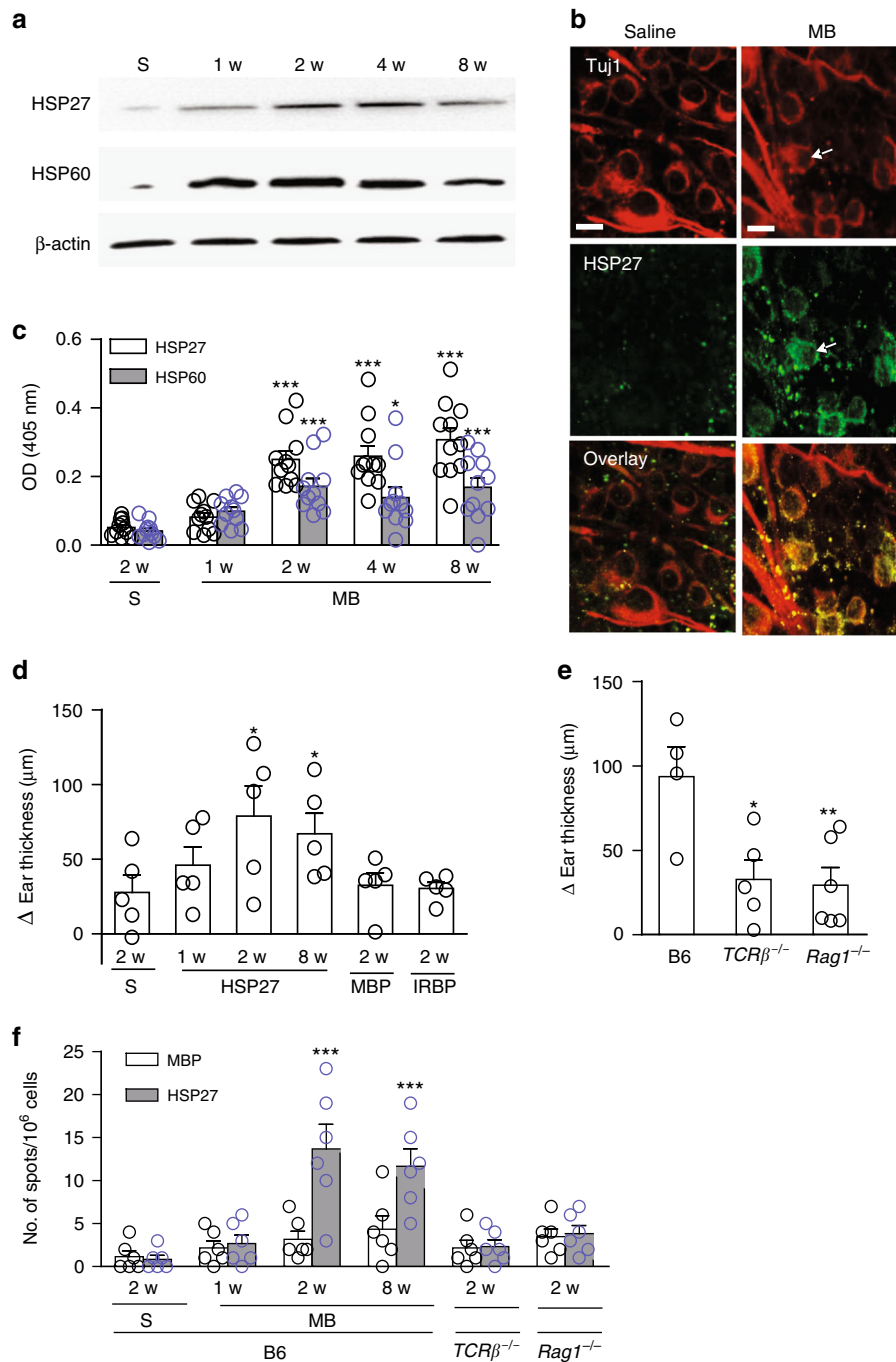 a
S 1 w 2 w 4 w 8 w
HSP27
HSP60
β-actin
b
Saline MB
Tuj1
HSP27
Overlay
c
OD (405 nm)
0.6
0.4
0.2
0.0
HSP27
HSP60
*** *** *** * *** ***
2 w 1 w 2 w 4 w 8 w
S MB
d
Δ Ear thickness (μm)
150
100
50
0
* *
2 w 1 w 2 w 8 w 2 w 2 w
S HSP27 MBP IRBP
e
Δ Ear thickness (μm)
150
100
50
0
* **
B6 TCRβ−/− Rag1−/−
f
No. of spots/10⁶ cells
25
20
15
10
5
0
MBP
HSP27
*** ***
2 w 1 w 2 w 8 w 2 w 2 w
S MB
B6 TCRβ−/− Rag1−/−